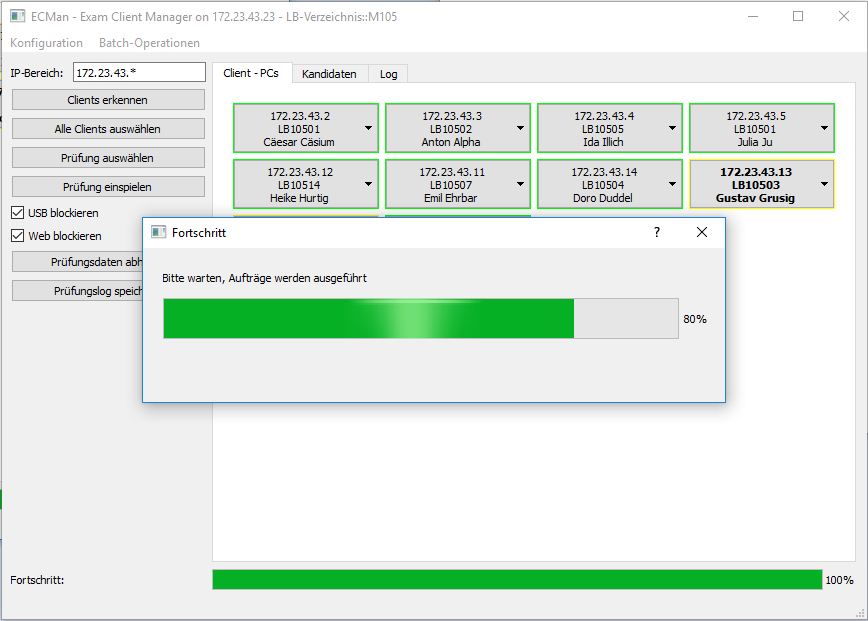 ECMan - Exam Client Manager on 172.23.43.23 - LB-Verzeichnis::M105
Konfiguration Batch-Operationen
IP-Bereich: 172.23.43.*
Clients erkennen
Alle Clients auswählen
Prüfung auswählen
Prüfung einspielen
USB blockieren
Web blockieren
Prüfungsdaten abh
Prüfungslog speich
Client - PCs Kandidaten Log
172.23.43.2
LB10501
Cäesar Cäsium
172.23.43.3
LB10502
Anton Alpha
172.23.43.4
LB10505
Ida Illich
172.23.43.5
LB10501
Julia Ju
172.23.43.12
LB10514
Heike Hurtig
172.23.43.11
LB10507
Emil Ehrbar
172.23.43.14
LB10504
Doro Duddel
172.23.43.13
LB10503
Gustav Grusig
Fortschritt
?
Bitte warten, Aufträge werden ausgeführt
80%
Fortschritt:
100%